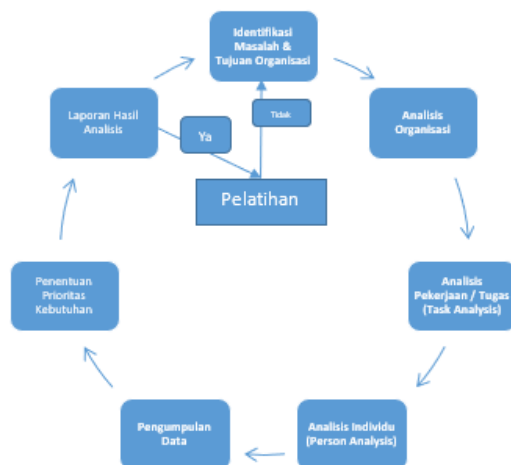 Identifikasi
Masalah &
Tujuan Organisasi
Analisis
Organisasi
Analisis
Pekerjaan / Tugas
(Task Analysis)
Analisis Individu
(Person Analysis)
Pengumpulan
Data
Penentuan
Prioritas
Kebutuhan
Laporan Hasil
Analisis
Ya
Tidak
Pelatihan